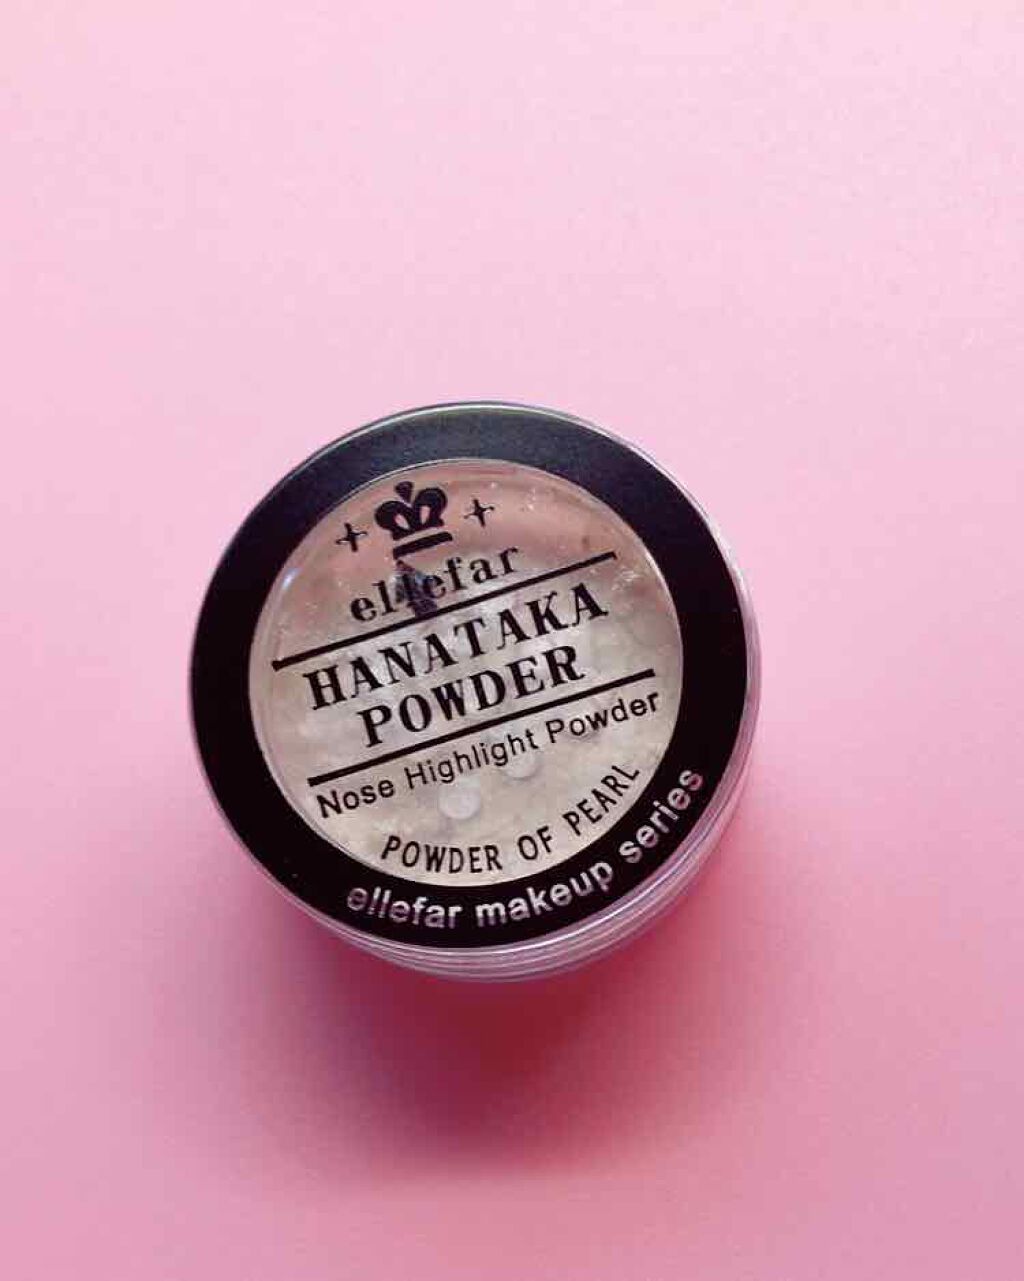 ellefar
HANATAKA
POWDER
Nose Highlight Powder
POWDER OF PEARL
ellefar makeup series